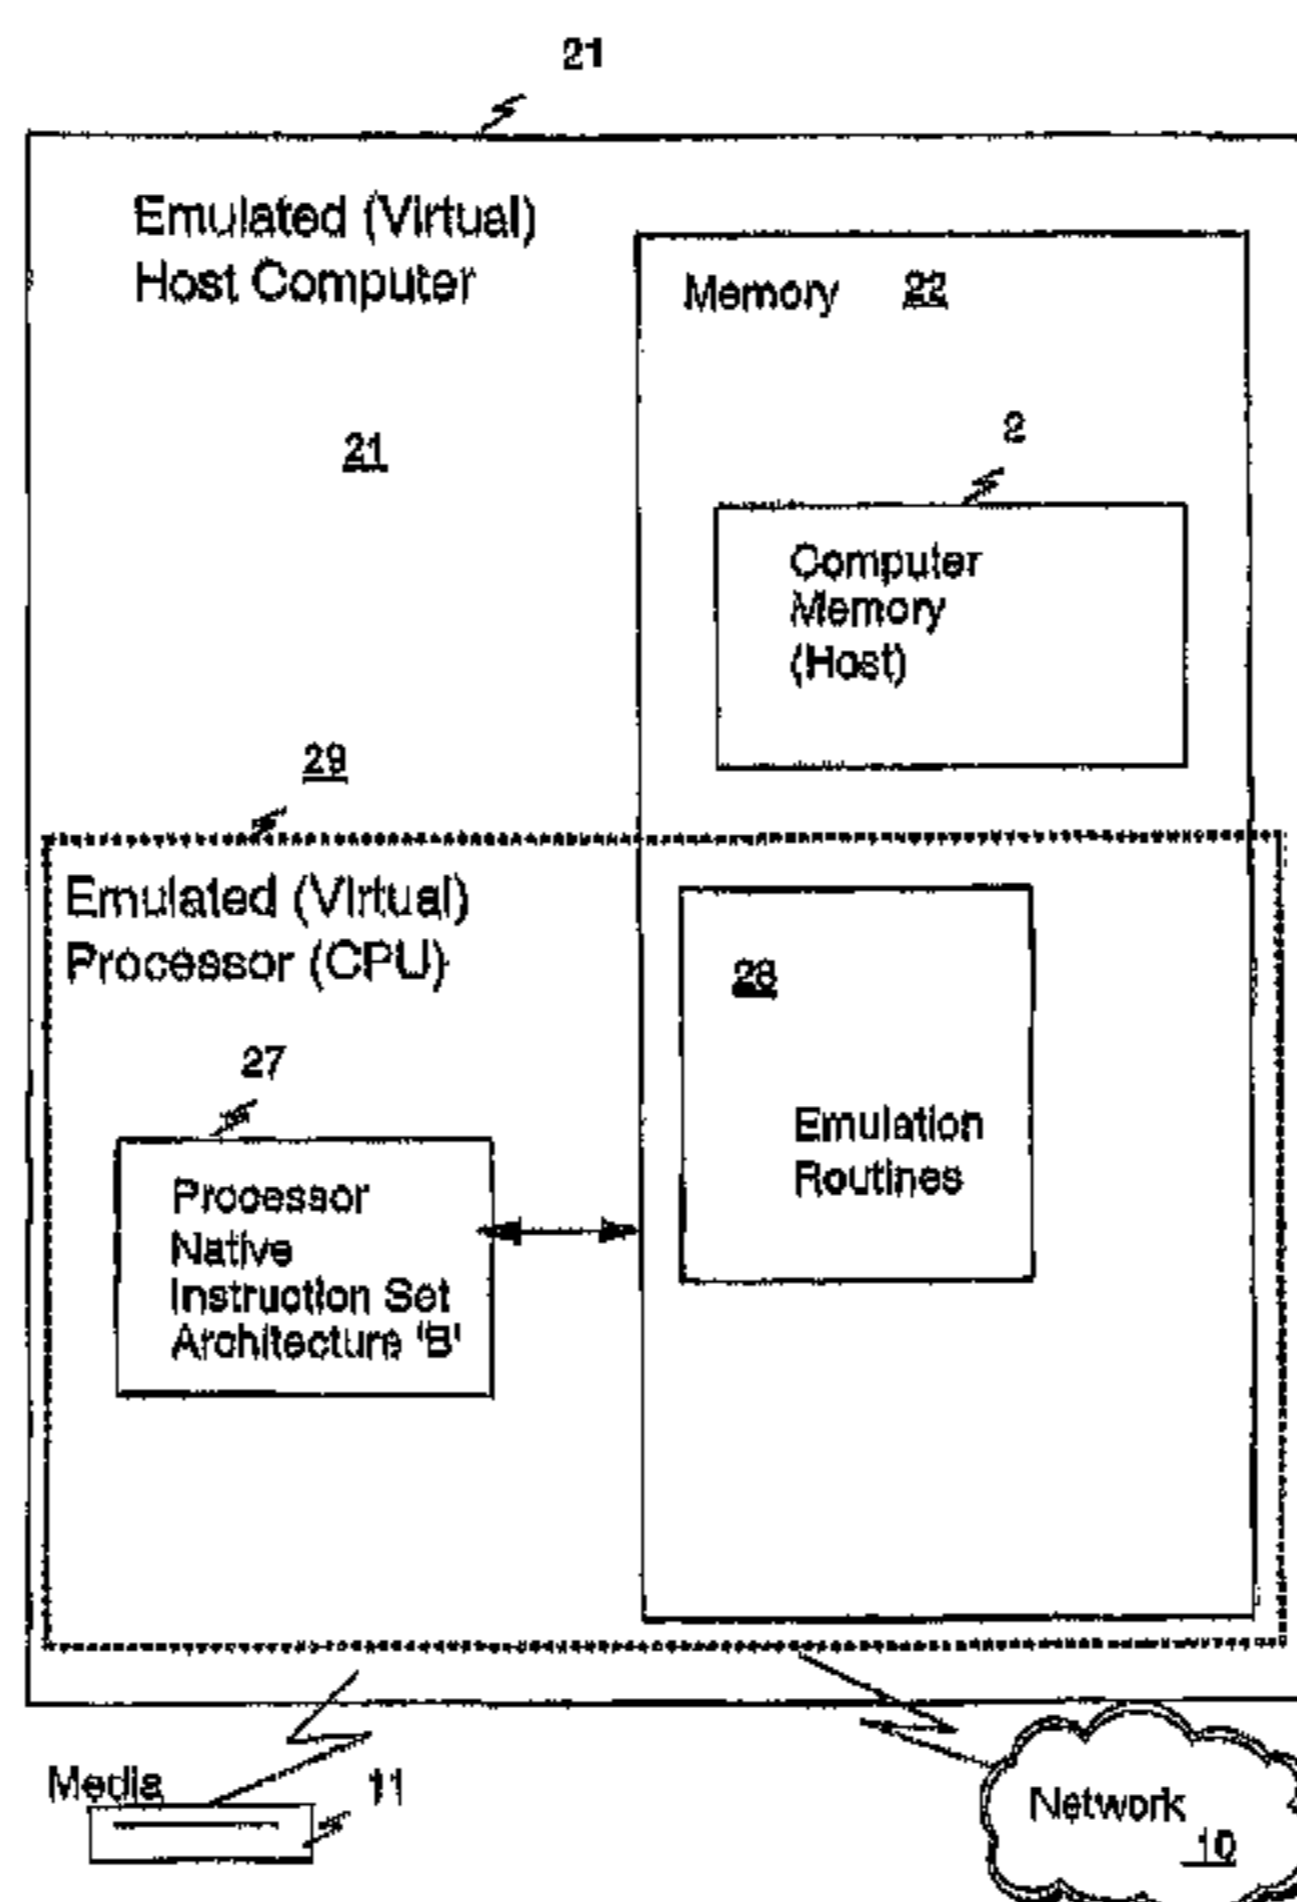 21
Emulated (Virtual)
Host Computer
Memory 22
21
2
Computer
Memory
(Host)
29
Emulated (Virtual)
Processor (CPU)
28
27
Emulation
Routines
Processor
Native
Instruction Set
Architecture 'B'
Media
11
Network
10